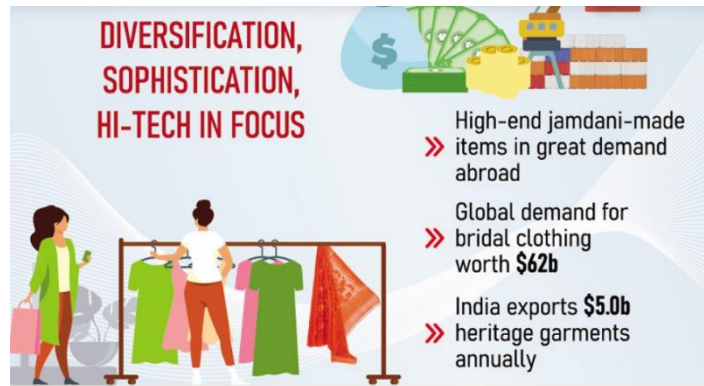 DIVERSIFICATION,
SOPHISTICATION,
HI-TECH IN FOCUS
$
High-end jamdani-made
items in great demand
abroad
Global demand for
bridal clothing
worth $62b
India exports $5.0b
heritage garments
annually